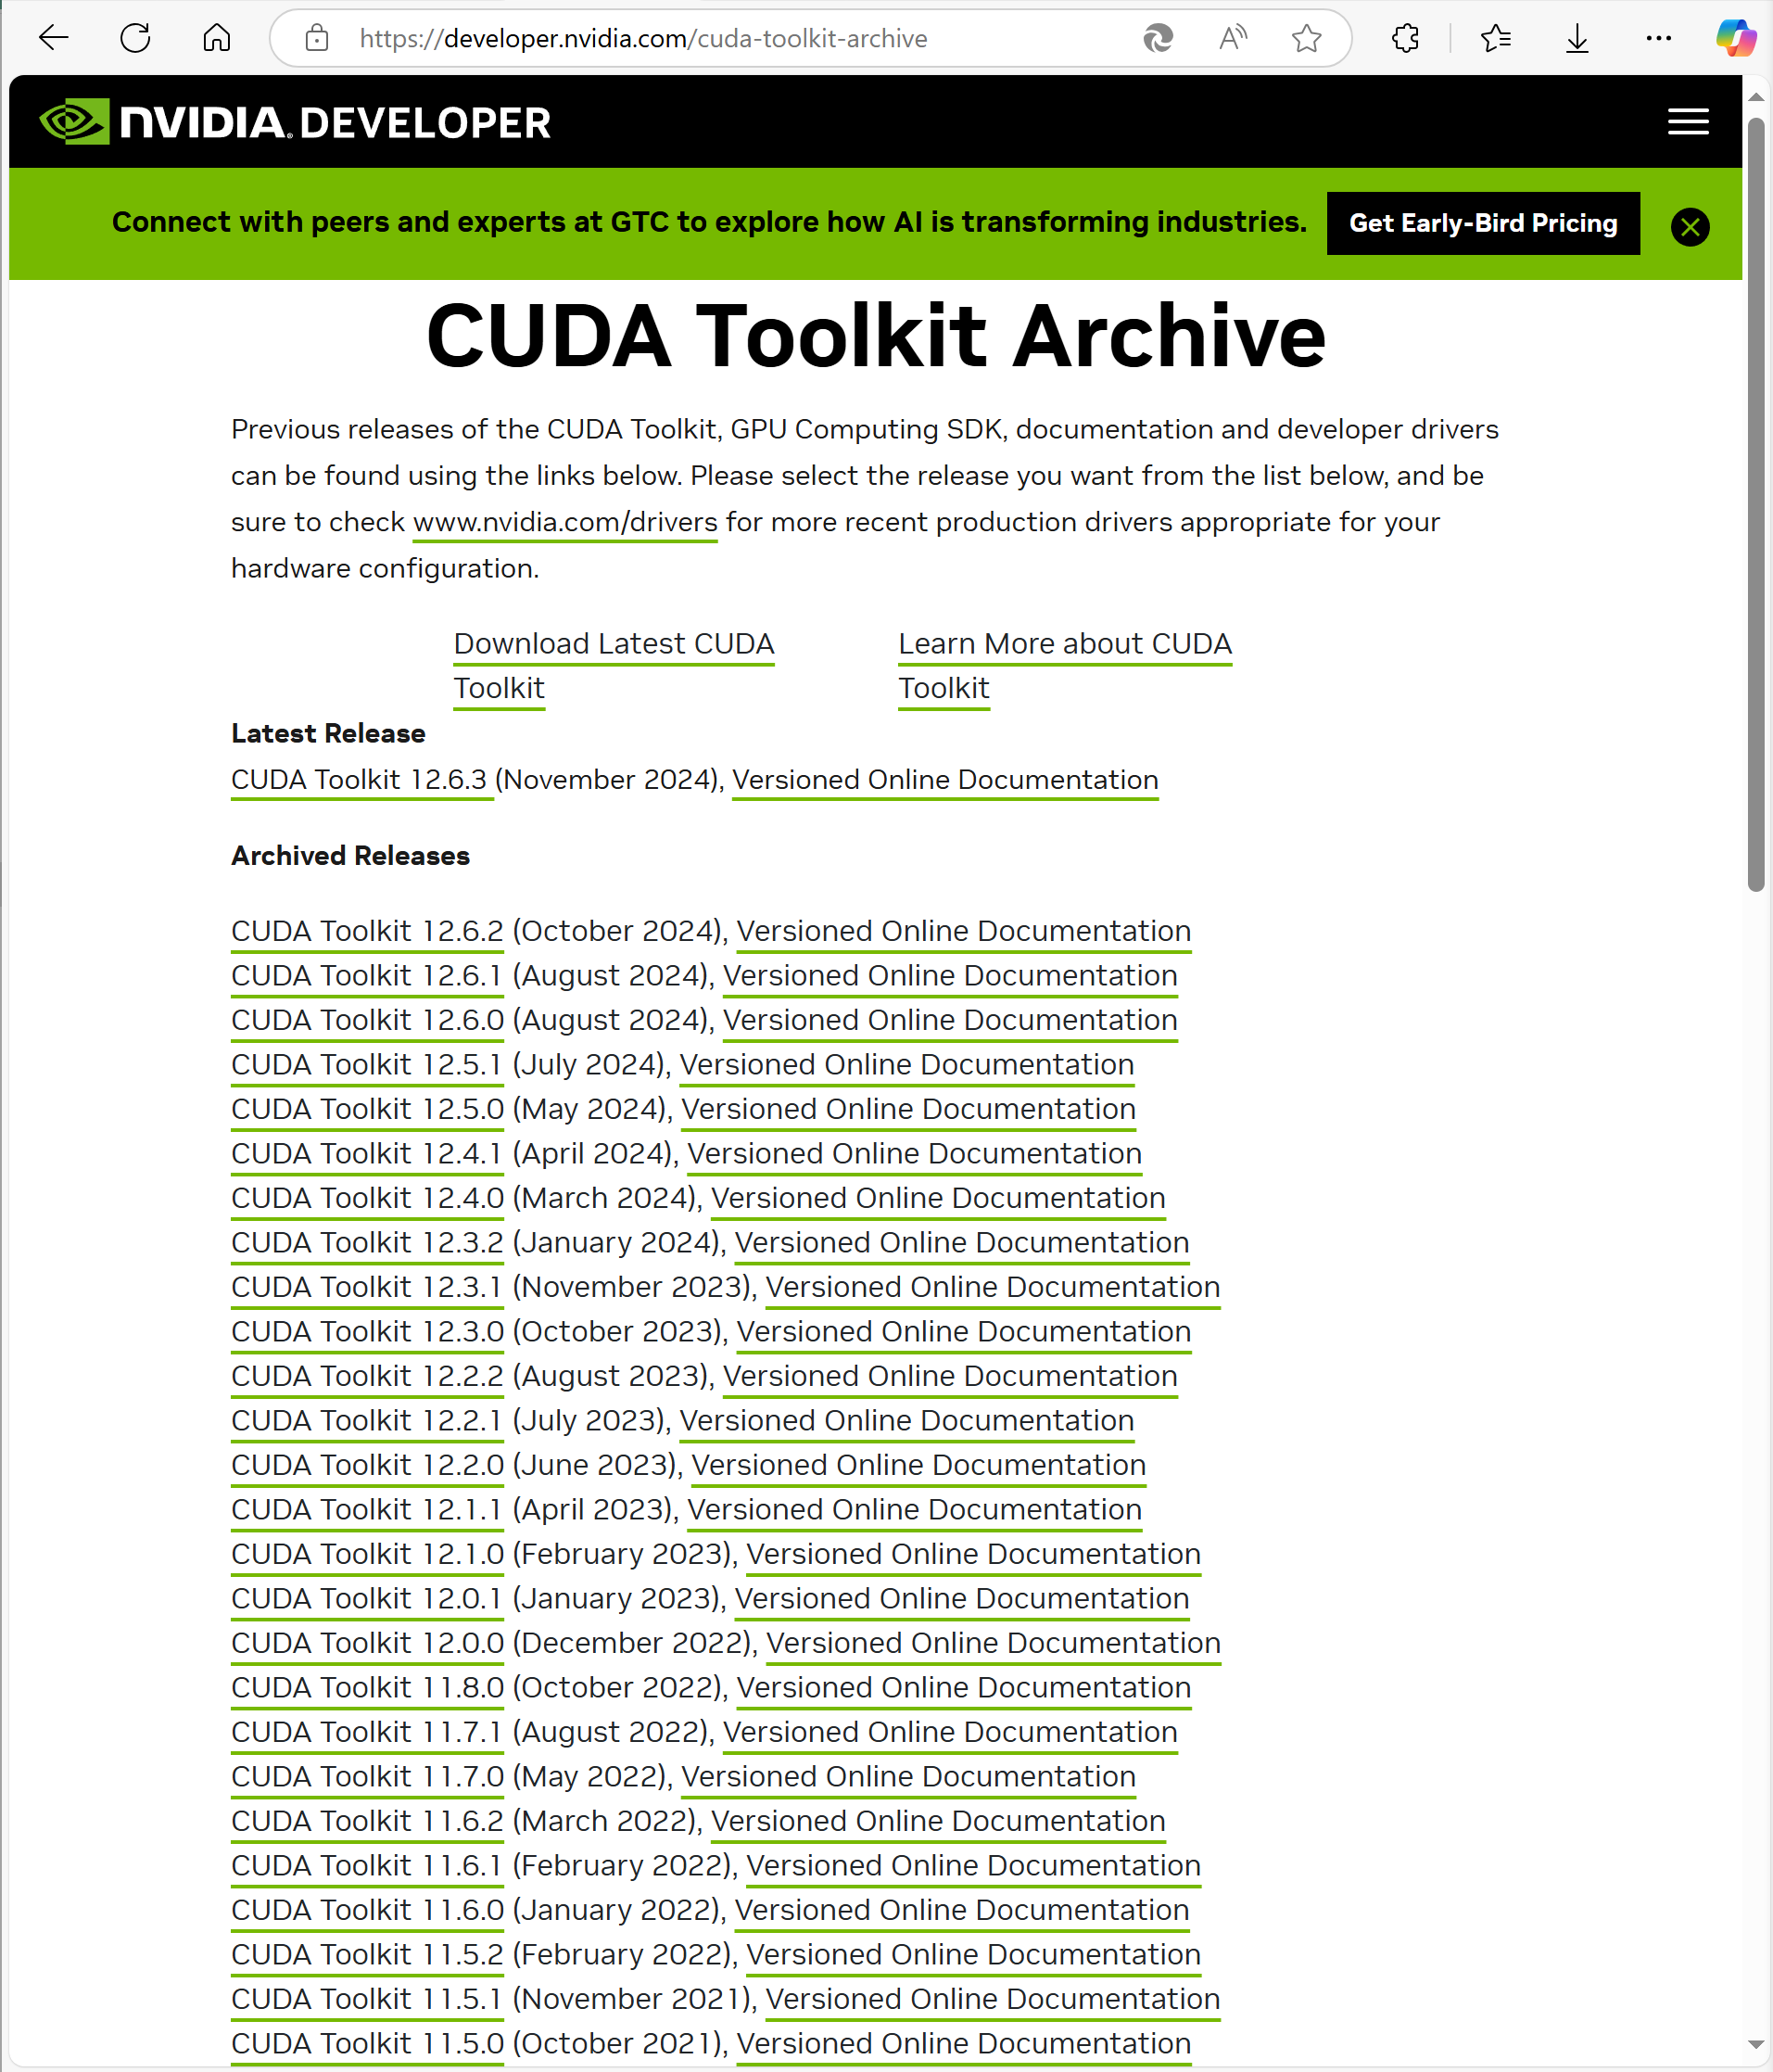 https://developer.nvidia.com/cuda-toolkit-archive
NVIDIA. DEVELOPER
Connect with peers and experts at GTC to explore how AI is transforming industries. Get Early-Bird Pricing
CUDA Toolkit Archive
Previous releases of the CUDA Toolkit, GPU Computing SDK, documentation and developer drivers
can be found using the links below. Please select the release you want from the list below, and be
sure to check www.nvidia.com/drivers for more recent production drivers appropriate for your
hardware configuration.
Download Latest CUDA
Toolkit
Learn More about CUDA
Toolkit
Latest Release
CUDA Toolkit 12.6.3 (November 2024), Versioned Online Documentation
Archived Releases
CUDA Toolkit 12.6.2 (October 2024), Versioned Online Documentation
CUDA Toolkit 12.6.1 (August 2024), Versioned Online Documentation
CUDA Toolkit 12.6.0 (August 2024), Versioned Online Documentation
CUDA Toolkit 12.5.1 (July 2024), Versioned Online Documentation
CUDA Toolkit 12.5.0 (May 2024), Versioned Online Documentation
CUDA Toolkit 12.4.1 (April 2024), Versioned Online Documentation
CUDA Toolkit 12.4.0 (March 2024), Versioned Online Documentation
CUDA Toolkit 12.3.2 (January 2024), Versioned Online Documentation
CUDA Toolkit 12.3.1 (November 2023), Versioned Online Documentation
CUDA Toolkit 12.3.0 (October 2023), Versioned Online Documentation
CUDA Toolkit 12.2.2 (August 2023), Versioned Online Documentation
CUDA Toolkit 12.2.1 (July 2023), Versioned Online Documentation
CUDA Toolkit 12.2.0 (June 2023), Versioned Online Documentation
CUDA Toolkit 12.1.1 (April 2023), Versioned Online Documentation
CUDA Toolkit 12.1.0 (February 2023), Versioned Online Documentation
CUDA Toolkit 12.0.1 (January 2023), Versioned Online Documentation
CUDA Toolkit 12.0.0 (December 2022), Versioned Online Documentation
CUDA Toolkit 11.8.0 (October 2022), Versioned Online Documentation
CUDA Toolkit 11.7.1 (August 2022), Versioned Online Documentation
CUDA Toolkit 11.7.0 (May 2022), Versioned Online Documentation
CUDA Toolkit 11.6.2 (March 2022), Versioned Online Documentation
CUDA Toolkit 11.6.1 (February 2022), Versioned Online Documentation
CUDA Toolkit 11.6.0 (January 2022), Versioned Online Documentation
CUDA Toolkit 11.5.2 (February 2022), Versioned Online Documentation
CUDA Toolkit 11.5.1 (November 2021), Versioned Online Documentation
CUDA Toolkit 11.5.0 (October 2021), Versioned Online Documentation